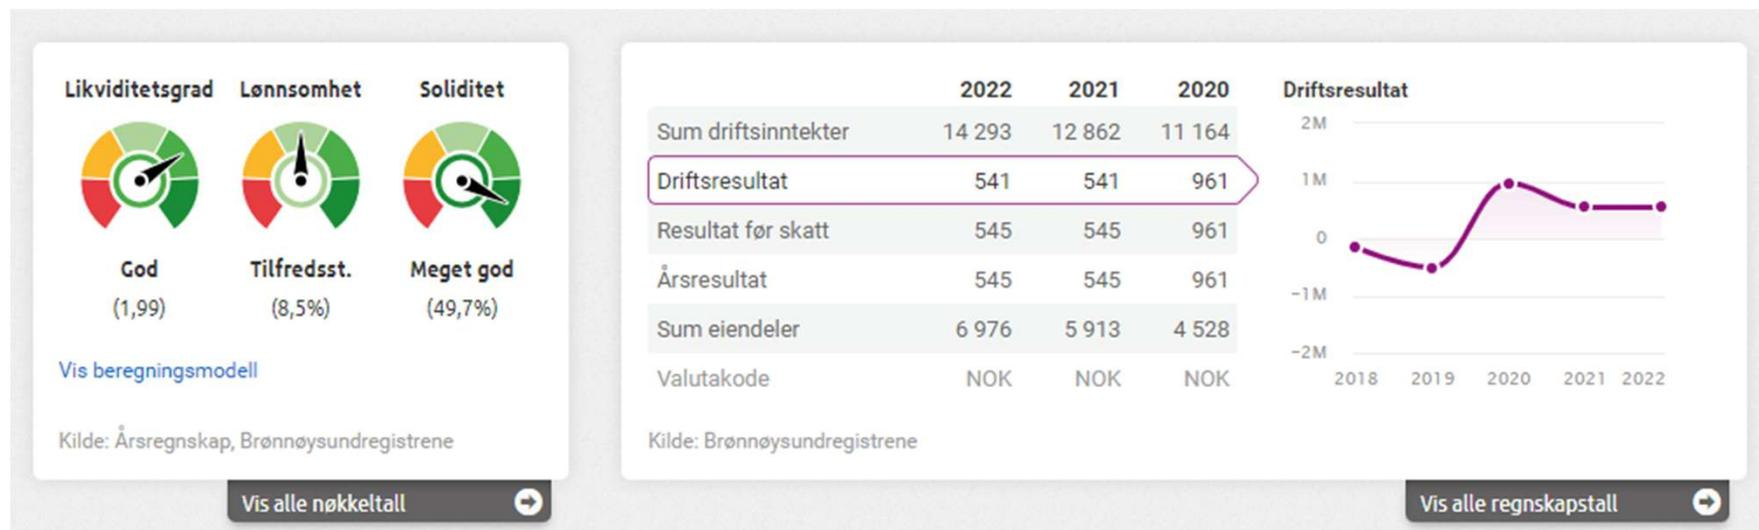 Likviditetsgrad Lønnsomhet Soliditet
God Tilfredsst. Meget god
(1,99) (8,5%) (49,7%)
Vis beregningsmodell
Kilde: Årsregnskap, Brønnøysundregistrene
Vis alle nøkkeltall
2022 2021 2020
Sum driftsinntekter 14 293 12 862 11 164
Driftsresultat 541 541 961
Resultat før skatt 545 545 961
Årsresultat 545 545 961
Sum eiendeler 6 976 5 913 4 528
Valutakode NOK NOK NOK
Kilde: Brønnøysundregistrene
Driftsresultat
2M
1M
0
−1M
−2M
2018 2019 2020 2021 2022
Vis alle regnskapstall